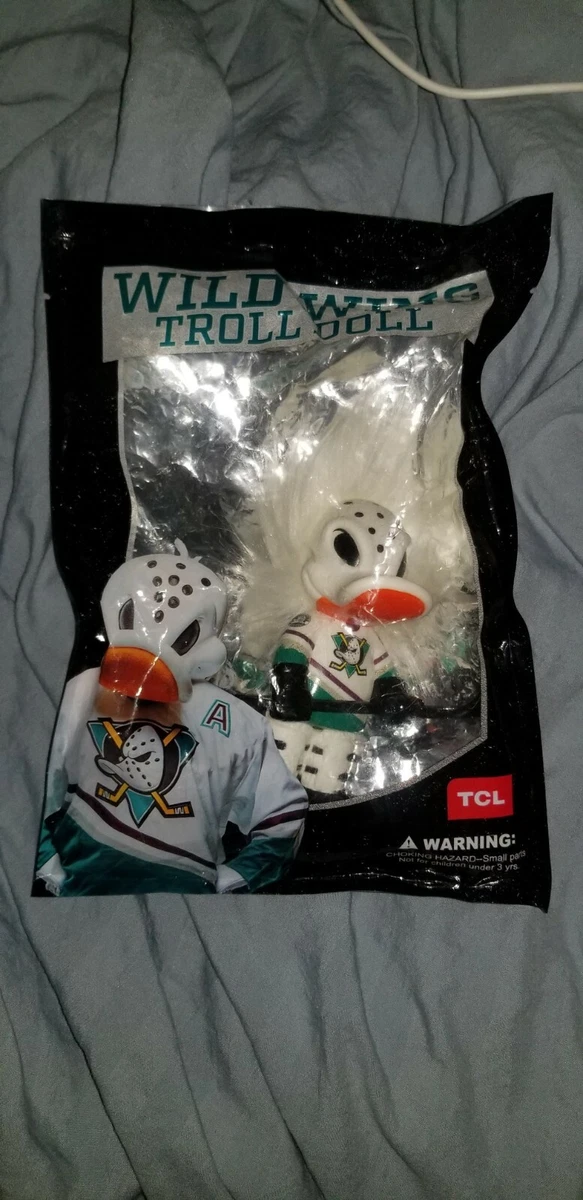 WILD WING
TROLL DOLL
A
TCL
WARNING:
CHOKING HAZARD--Small parts
Not for children under 3 yrs.